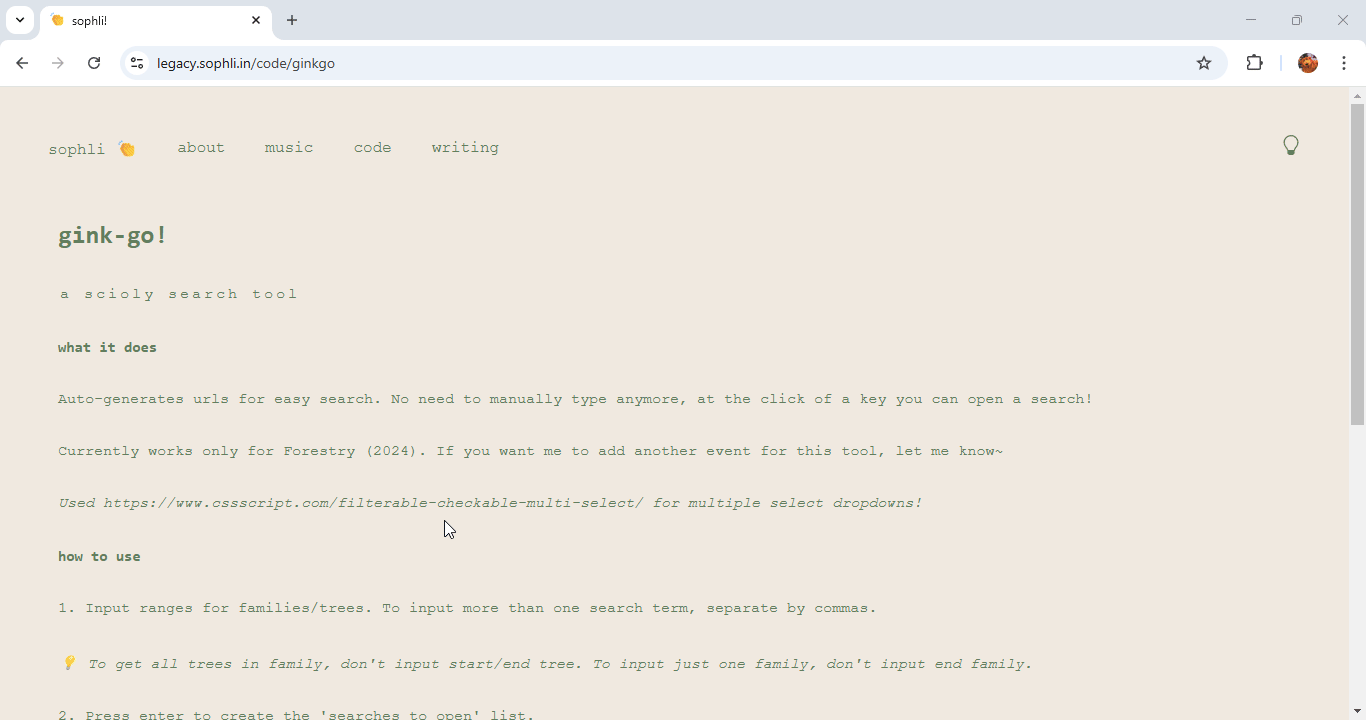 sophli!
legacy.sophli.in/code/ginkgo
sophli 👏 about music code writing
gink-go!
a scioly search tool
what it does
Auto-generates urls for easy search. No need to manually type anymore, at the click of a key you can open a search!
Currently works only for Forestry (2024). If you want me to add another event for this tool, let me know~
Used https://www.cssscript.com/filterable-checkable-multi-select/ for multiple select dropdowns!
how to use
1. Input ranges for families/trees. To input more than one search term, separate by commas.
💡 To get all trees in family, don't input start/end tree. To input just one family, don't input end family.
2. Press enter to create the 'searches to open' list.